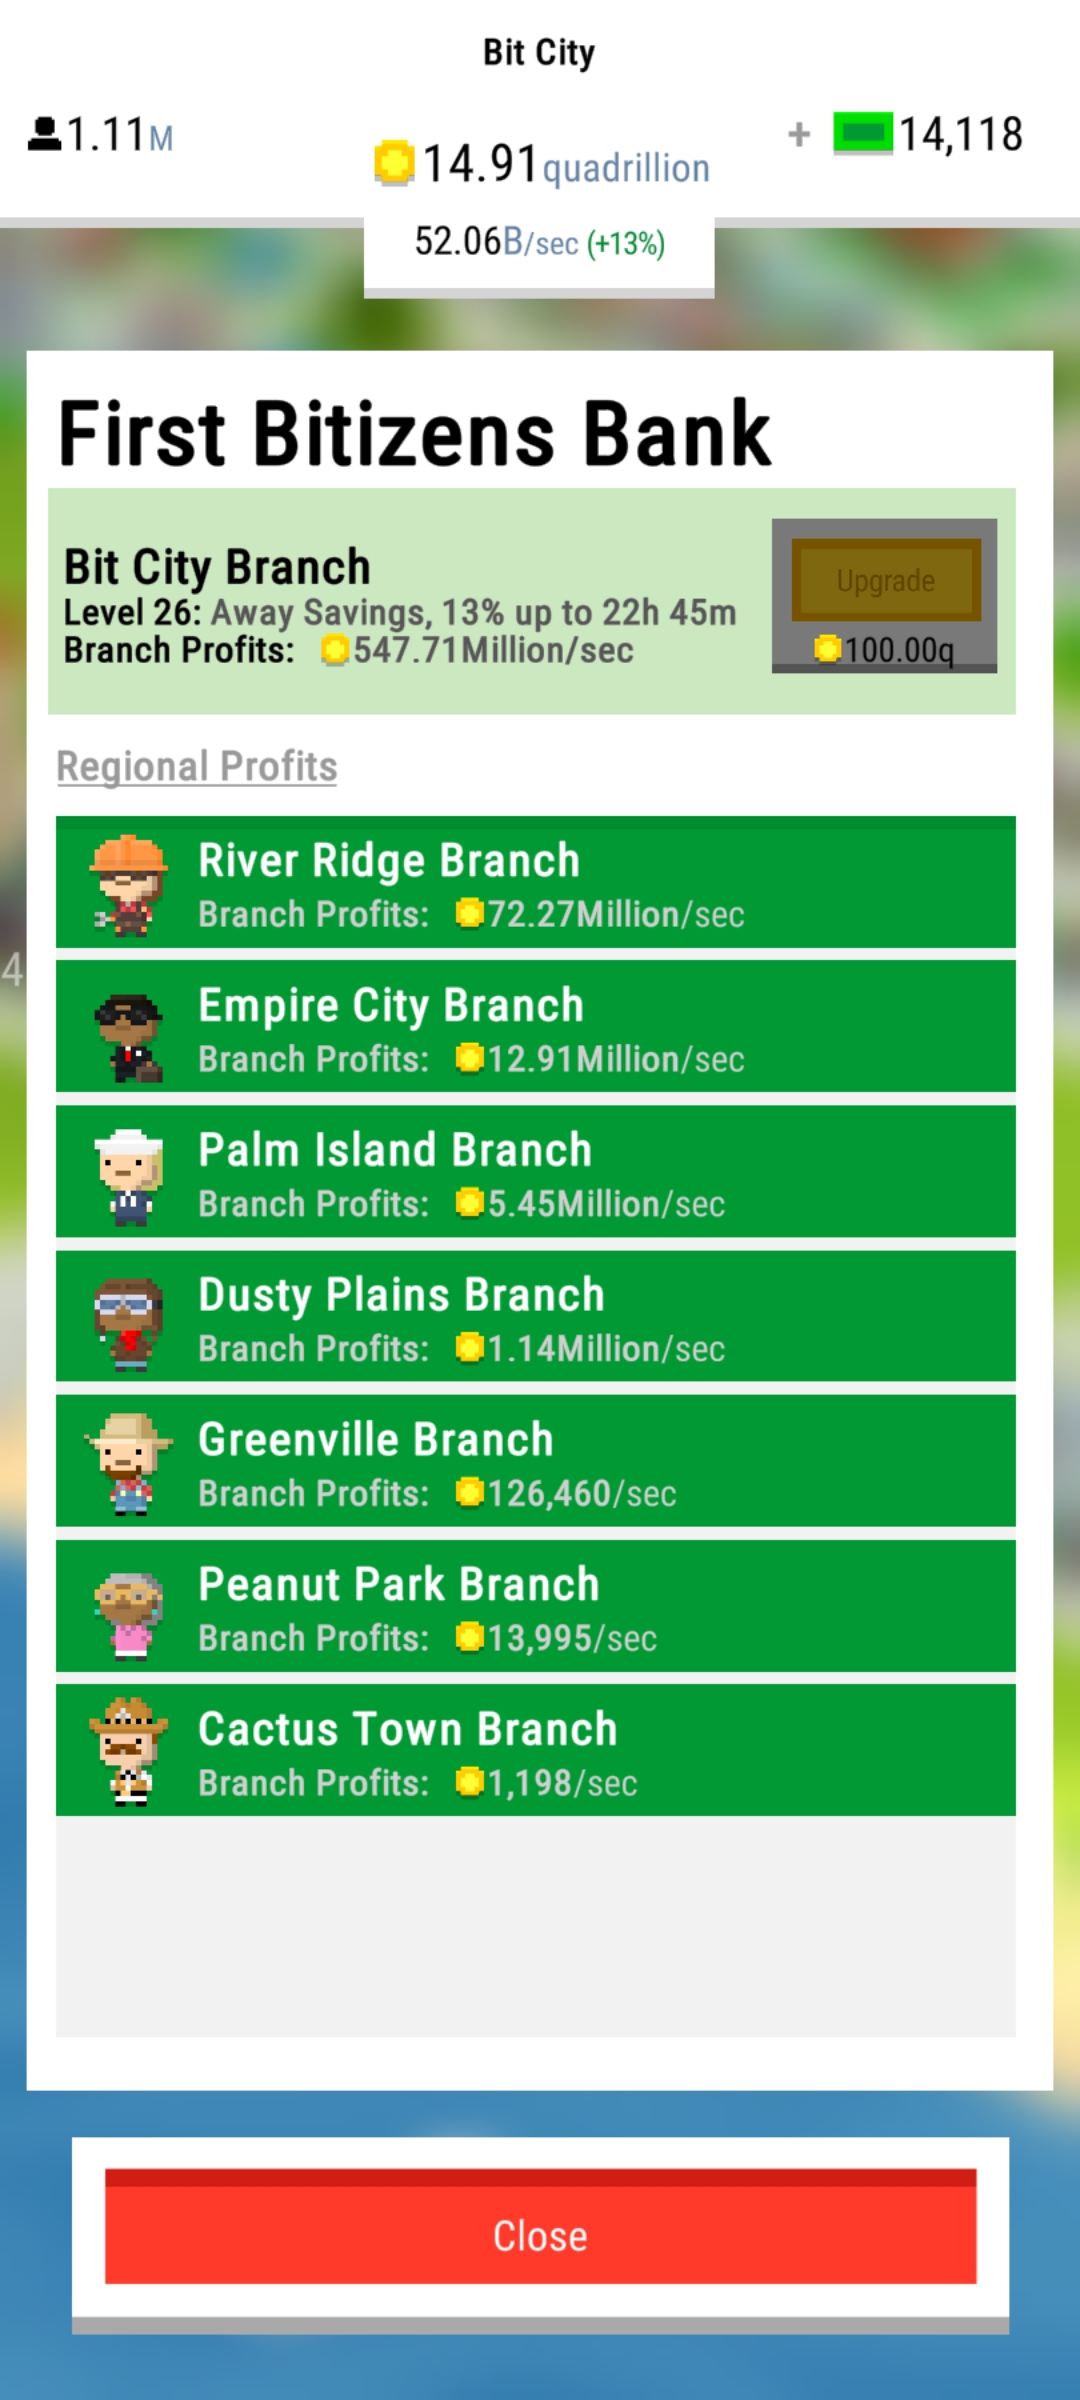 Bit City
1.11M
14.91quadrillion
+ 14,118
52.06B/sec (+13%)
First Bitizens Bank
Bit City Branch
Level 26: Away Savings, 13% up to 22h 45m
Branch Profits: 547.71Million/sec
Upgrade
100.00q
Regional Profits
River Ridge Branch
Branch Profits: 72.27Million/sec
Empire City Branch
Branch Profits: 12.91Million/sec
4
Palm Island Branch
Branch Profits: 5.45Million/sec
Dusty Plains Branch
Branch Profits: 1.14Million/sec
Greenville Branch
Branch Profits: 126,460/sec
Peanut Park Branch
Branch Profits: 13,995/sec
Cactus Town Branch
Branch Profits: 1,198/sec
Close